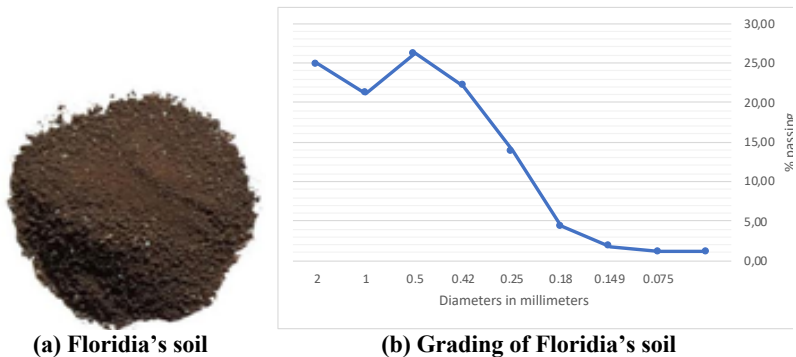 30,00
25,00
20,00
15,00
10,00
5,00
0,00
% passing
2 1 0.5 0.42 0.25 0.18 0.149 0.075
Diameters in millimeters
(a) Floridia's soil (b) Grading of Floridia's soil